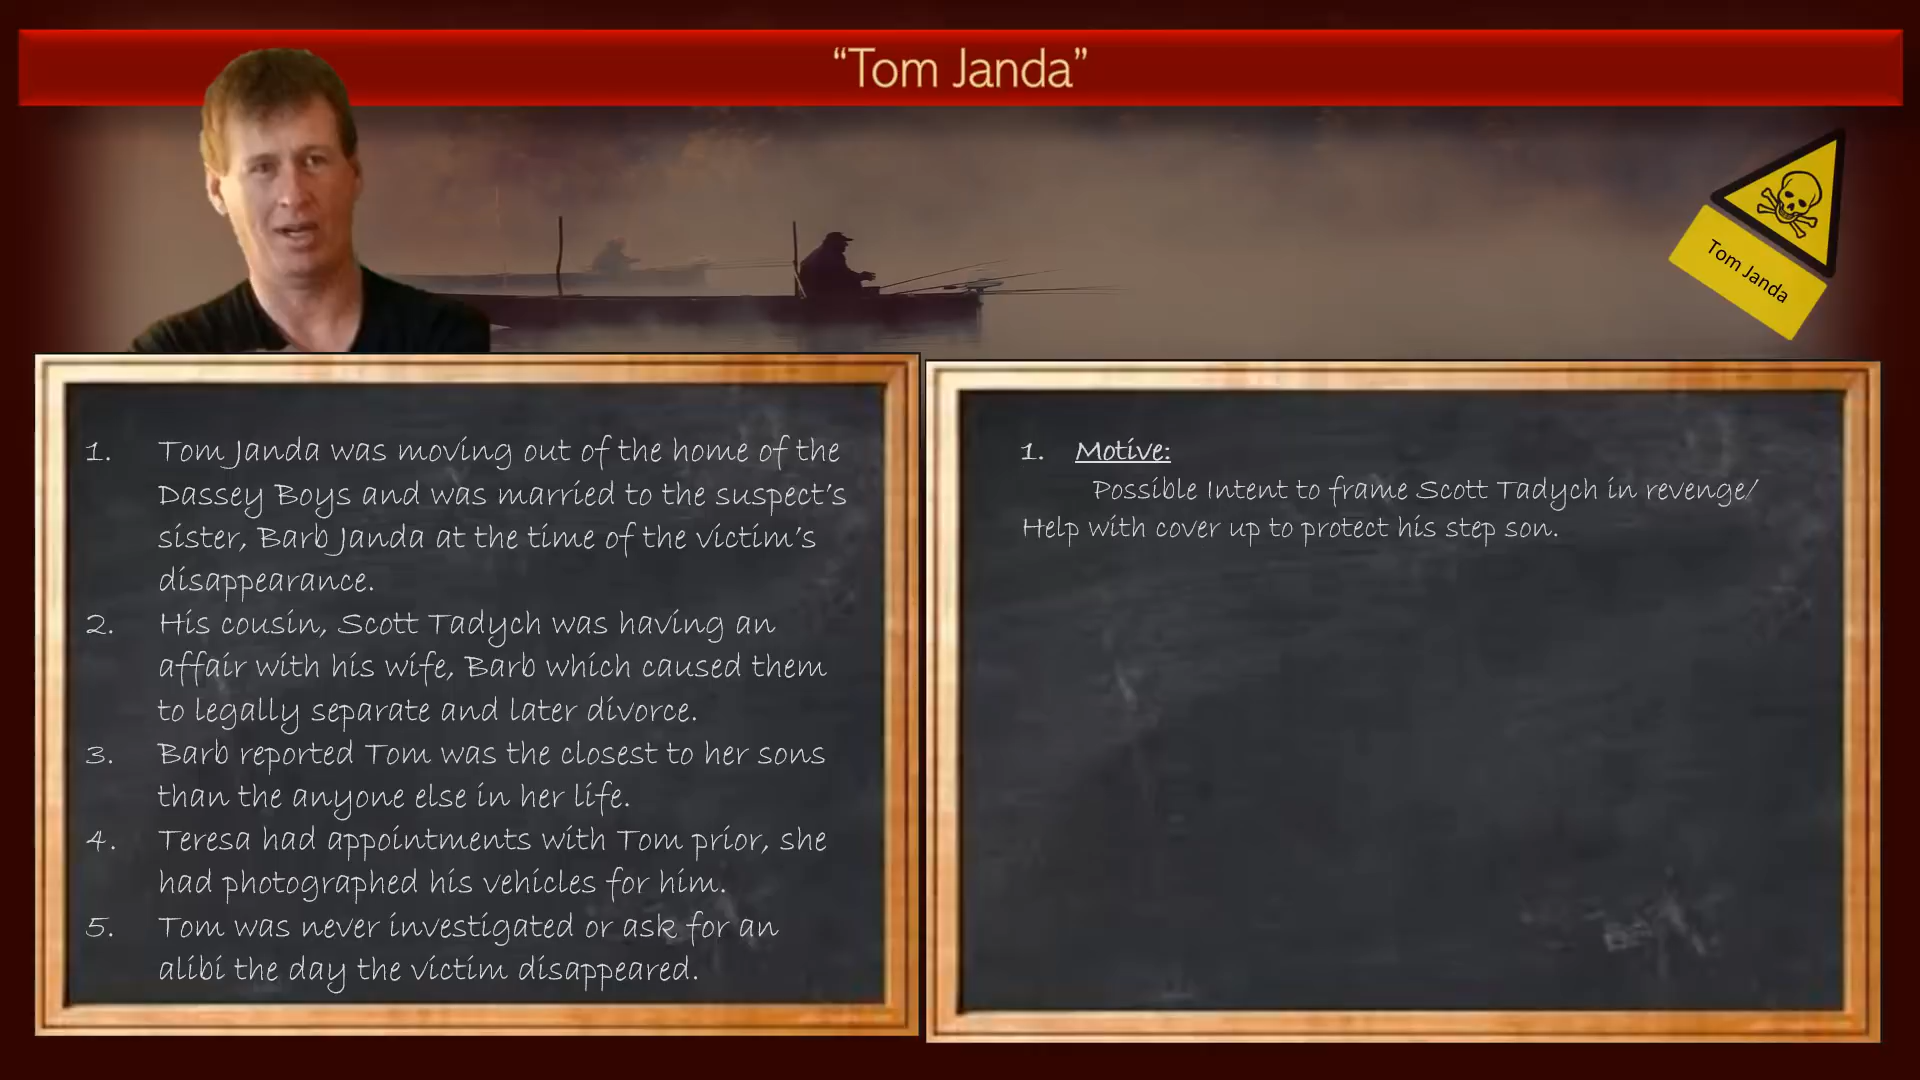 “Tom Janda”
Tom Janda
1. Tom Janda was moving out of the home of the
Dassey Boys and was married to the suspect’s
sister, Barb Janda at the time of the victim’s
disappearance.
2. His cousin, Scott Tadych was having an
affair with his wife, Barb which caused them
to legally separate and later divorce.
3. Barb reported Tom was the closest to her sons
than the anyone else in her life.
4. Teresa had appointments with Tom prior, she
had photographed his vehicles for him.
5. Tom was never investigated or ask for an
alibi the day the victim disappeared.
1. Motive:
Possible Intent to frame Scott Tadych in revenge/
Help with cover up to protect his step son.